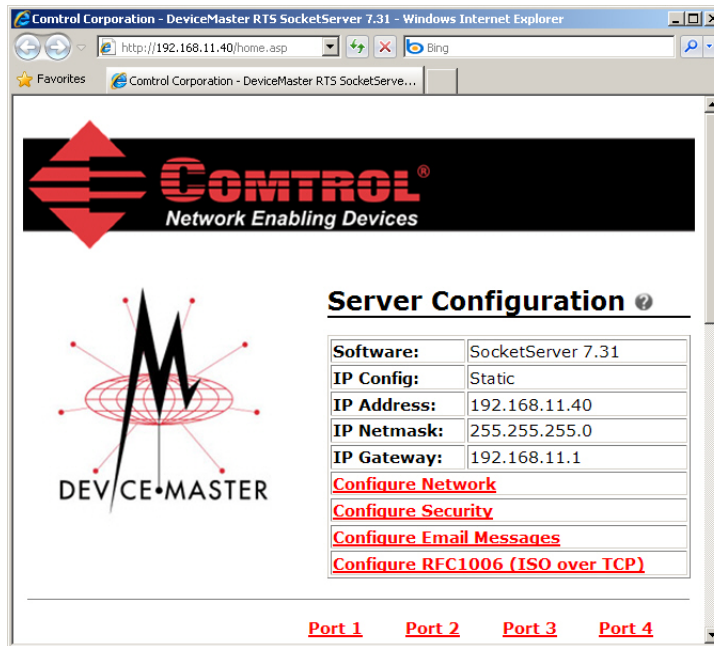 Comtrol Corporation - DeviceMaster RTS SocketServer 7.31 - Windows Internet Explorer
http://192.168.11.40/home.asp
Bing
Favorites
Comtrol Corporation - DeviceMaster RTS SocketServe...
COMTROL®
Network Enabling Devices
DEVICE•MASTER
Server Configuration ?
Software: SocketServer 7.31
IP Config: Static
IP Address: 192.168.11.40
IP Netmask: 255.255.255.0
IP Gateway: 192.168.11.1
Configure Network
Configure Security
Configure Email Messages
Configure RFC1006 (ISO over TCP)
Port 1 Port 2 Port 3 Port 4